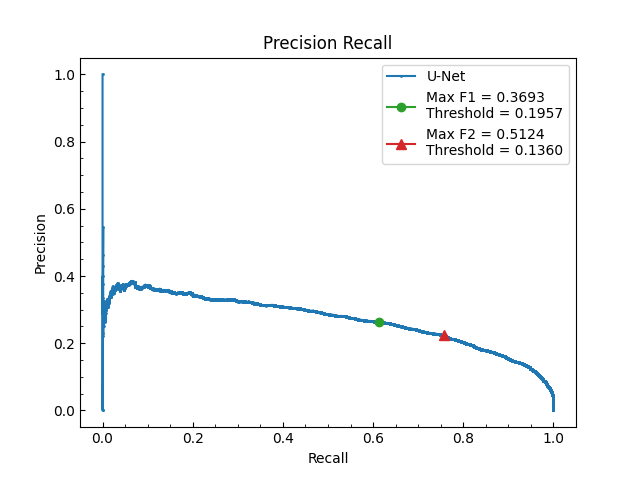 Precision Recall
U-Net
Max F1 = 0.3693
Threshold = 0.1957
Max F2 = 0.5124
Threshold = 0.1360
Precision
1.0
0.8
0.6
0.4
0.2
0.0
0.0 0.2 0.4 0.6 0.8 1.0
Recall